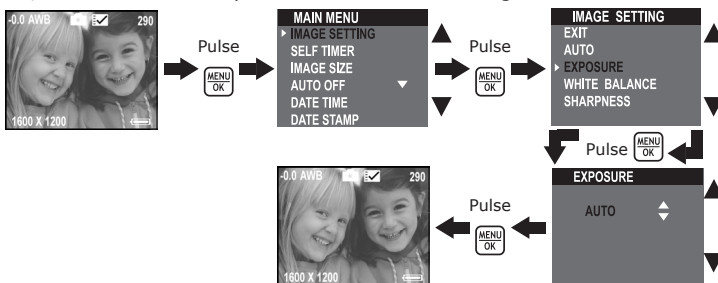 -0.0 AWB 290
1600 X 1200
Pulse
MENU
OK
MAIN MENU
IMAGE SETTING
SELF TIMER
IMAGE SIZE
AUTO OFF
DATE TIME
DATE STAMP
Pulse
MENU
OK
IMAGE SETTING
EXIT
AUTO
EXPOSURE
WHITE BALANCE
SHARPNESS
Pulse MENU
OK
EXPOSURE
AUTO
Pulse
MENU
OK
-0.0 AWB 290
1600 X 1200